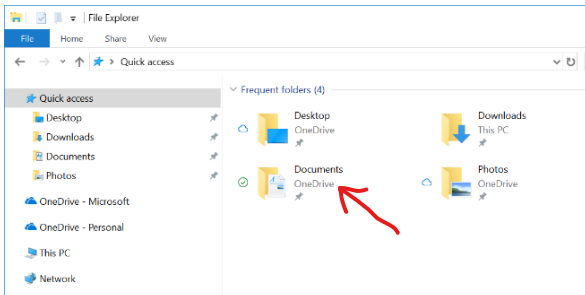 File Explorer
File Home Share View
Quick access
Quick access
Desktop
Downloads
Documents
Photos
OneDrive - Microsoft
OneDrive - Personal
This PC
Network
Frequent folders (4)
Desktop
OneDrive
Downloads
This PC
Documents
OneDrive
Photos
OneDrive